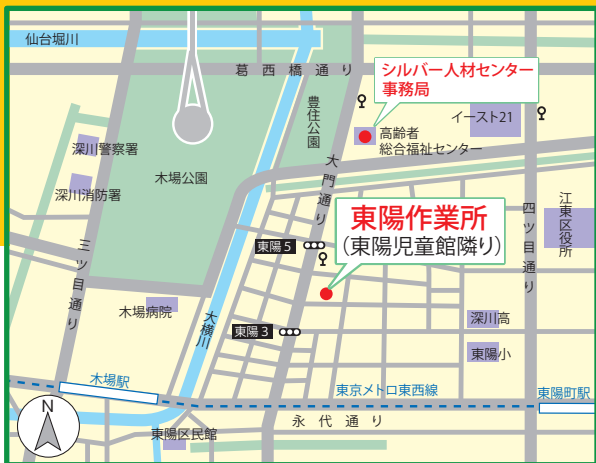 仙台堀川
葛西橋通り
シルバー人材センター
事務局
豊住公園
イースト21
高齢者
総合福祉センター
深川警察署
木場公園
深川消防署
大門通り
東陽作業所
(東陽児童館隣り)
四ツ目通り
江東区役所
三ツ目通り
東陽5
木場病院
大横川
東陽3
深川高
東陽小
木場駅
東京メトロ東西線
東陽町駅
N
永代通り
東陽区民館